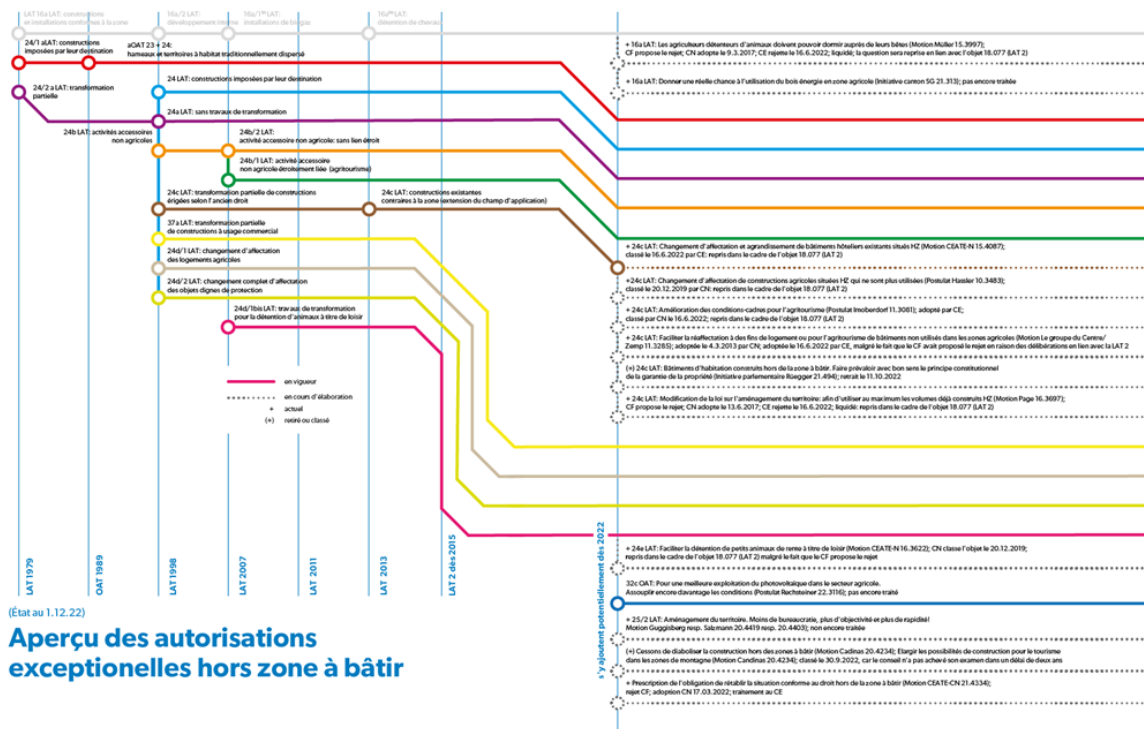 LAT 16a LAT: constructions
et installations conformes à la zone
16a/2 LAT:
développement interne
16a/1bis LAT:
installations de biogaz
16abis LAT:
détention de chevaux
24/1 aLAT: constructions
imposées par leur destination
aOAT 23 + 24:
hameaux et territoires à habitat traditionnellement dispersé
24/2 a LAT: transformation
partielle
24 LAT: constructions imposées par leur destination
24a LAT: sans travaux de transformation
24b LAT: activités accessoires
non agricoles
24b/2 LAT:
activité accessoire non agricole: sans lien étroit
24b/1 LAT: activité accessoire
non agricole étroitement liée (agritourisme)
24c LAT: transformation partielle de constructions
érigées selon l'ancien droit
24c LAT: constructions existantes
contraires à la zone (extension du champ d'application)
37a LAT: transformation partielle
de constructions à usage commercial
24d/1 LAT: changement d'affectation
des logements agricoles
24d/2 LAT: changement complet d'affectation
des objets dignes de protection
24d/1bis LAT: travaux de transformation
pour la détention d'animaux à titre de loisir
en vigueur
en cours d'élaboration
+ actuel
(+) retiré ou classé
LAT 1979
OAT 1989
LAT 1998
LAT 2007
LAT 2011
LAT 2013
LAT 2 dès 2015
s'y ajoutent potentiellement dès 2022
+ 16a LAT: Les agriculteurs détenteurs d'animaux doivent pouvoir dormir auprès de leurs bêtes (Motion Müller 15.3997);
CF propose le rejet; CN adopte le 9.3.2017; CE rejette le 16.6.2022; liquidé; la question sera reprise en lien avec l'objet 18.077 (LAT 2)
+ 16a LAT: Donner une réelle chance à l'utilisation du bois énergie en zone agricole (Initiative canton SG 21.313); pas encore traitée
+ 24c LAT: Changement d'affectation et agrandissement de bâtiments hôteliers existants situés HZ (Motion CEATE-N 15.4087);
classé le 16.6.2022 par CE: repris dans le cadre de l'objet 18.077 (LAT 2)
+24c LAT: Changement d'affectation de constructions agricoles situées HZ qui ne sont plus utilisées (Postulat Hassler 10.3483);
classé le 20.12.2019 par CN: repris dans le cadre de l'objet 18.077 (LAT 2)
+ 24c LAT: Amélioration des conditions-cadres pour l'agritourisme (Postulat Imoberdorf 11.3081); adopté par CE;
classé par CN le 16.6.2022; repris dans le cadre de l'objet 18.077 (LAT 2)
+ 24c LAT: Faciliter la réaffectation à des fins de logement ou pour l'agritourisme de bâtiments non utilisés dans les zones agricoles (Motion Le groupe du Centre/
Zemp 11.3285); adoptée le 4.3.2013 par CN; adoptée le 16.6.2022 par CE, malgré le fait que le CF avait proposé le rejet en raison des délibérations en lien avec la LAT 2
(+) 24c LAT: Bâtiments d'habitation construits hors de la zone à bâtir. Faire prévaloir avec bon sens le principe constitutionnel
de la garantie de la propriété (Initiative parlementaire Rüegger 21.494); retrait le 11.10.2022
+ 24c LAT: Modification de la loi sur l'aménagement du territoire: afin d'utiliser au maximum les volumes déjà construits HZ (Motion Page 16.3697);
CF propose le rejet; CN adopte le 13.6.2017; CE rejette le 16.6.2022; liquidé: repris dans le cadre de l'objet 18.077 (LAT 2)
+ 24e LAT: Faciliter la détention de petits animaux de rente à titre de loisir (Motion CEATE-N 16.3622); CN classe l'objet le 20.12.2019;
repris dans le cadre de l'objet 18.077 (LAT 2) malgré le fait que le CF propose le rejet
32c OAT: Pour une meilleure exploitation du photovoltaïque dans le secteur agricole.
Assouplir encore davantage les conditions (Postulat Rechsteiner 22.3116); pas encore traité
+ 25/2 LAT: Aménagement du territoire. Moins de bureaucratie, plus d'objectivité et plus de rapidité!
Motion Guggisberg resp. Salzmann 20.4419 resp. 20.4403); non encore traitée
(+) Cessons de diaboliser la construction hors des zones à bâtir (Motion Cadinas 20.4234); Elargir les possibilités de construction pour le tourisme
dans les zones de montagne (Motion Candinas 20.4234); classé le 30.9.2022, car le conseil n'a pas achevé son examen dans un délai de deux ans
+ Prescription de l'obligation de rétablir la situation conforme au droit hors de la zone à bâtir (Motion CEATE-CN 21.4334);
rejet CF; adoption CN 17.03.2022; traitement au CE
(État au 1.12.22)
Aperçu des autorisations
exceptionelles hors zone à bâtir